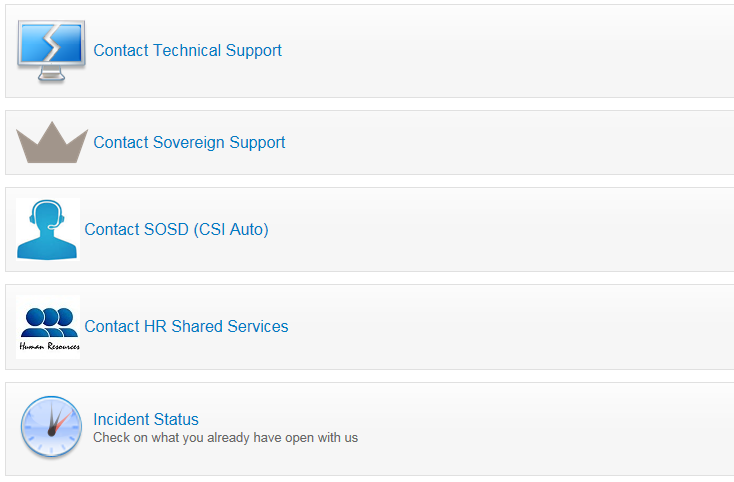 Contact Technical Support
Contact Sovereign Support
Contact SOSD (CSI Auto)
Contact HR Shared Services
Human Resources
Incident Status
Check on what you already have open with us